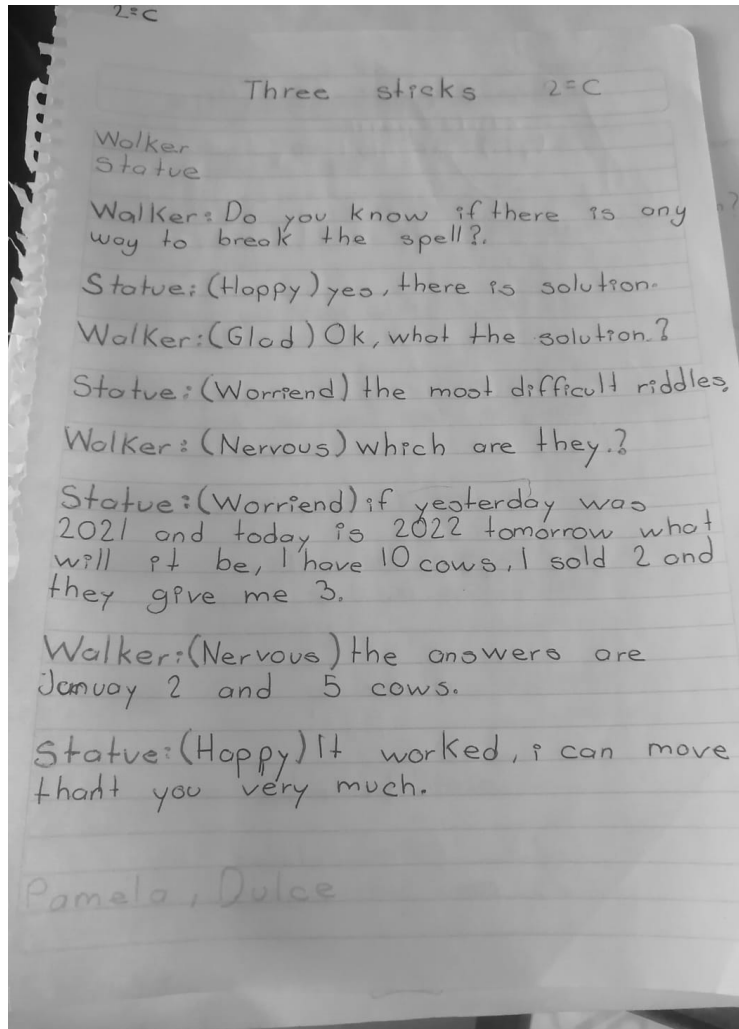 2=C
Three sticks 2=C
Walker
Statue
Walker: Do you know if there is any
way to break the spell?.
Statue: (Happy) yes, there is solution.
Walker: (Glad) Ok, what the solution.?
Statue: (Worriend) the most difficult riddles.
Walker: (Nervous) which are they.?
Statue: (Worriend) if yesterday was
2021 and today is 2022 tomorrow what
will it be, I have 10 cows, I sold 2 and
they give me 3.
Walker: (Nervous) the answers are
Januay 2 and 5 cows.
Statue: (Happy) It worked, i can move
thant you very much.
Pamela, Dulce